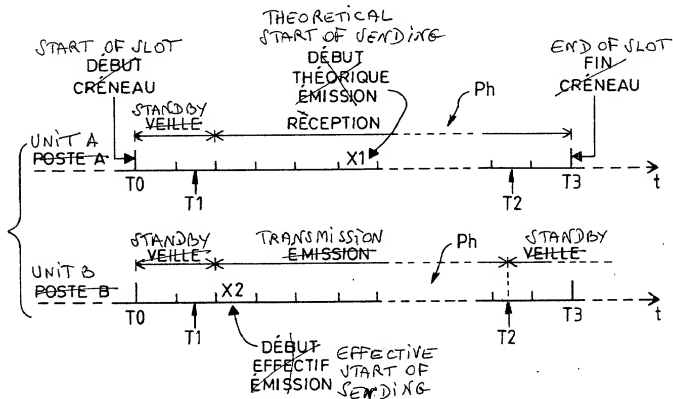 THEORETICAL
START OF SENDING
START OF SLOT
DÉBUT
CRÉNEAU
DÉBUT
THÉORIQUE
ÉMISSION
END OF SLOT
FIN
CRÉNEAU
STANDBY
VEILLE
RÉCEPTION
Ph
UNIT A
POSTE A
X1
T0
T1
T2
T3
t
STANDBY
VEILLE
TRANSMISSION
ÉMISSION
Ph
STANDBY
VEILLE
UNIT B
POSTE B
X2
T0
T1
T2
T3
t
DÉBUT
EFFECTIF
ÉMISSION
EFFECTIVE
START OF
SENDING